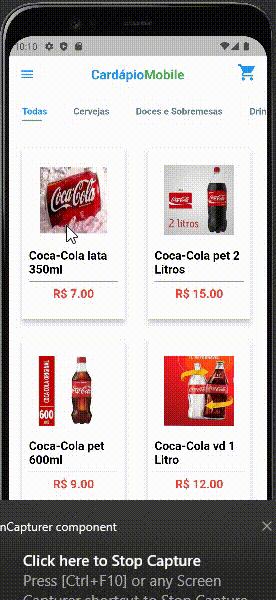 10:10
CardápioMobile
Todas Cervejas Doces e Sobremesas Drin
Coca-Cola
Coca-Cola lata
350ml
R$ 7.00
2 litros
Coca-Cola pet 2
Litros
R$ 15.00
COCA-COLA ORIGINAL
600
Coca-Cola pet
600ml
R$ 9.00
Coca-Cola vd 1
Litro
R$ 12.00
nCapturer component
Click here to Stop Capture
Press [Ctrl+F10] or any Screen
Capturer shortcut to Stop Capture